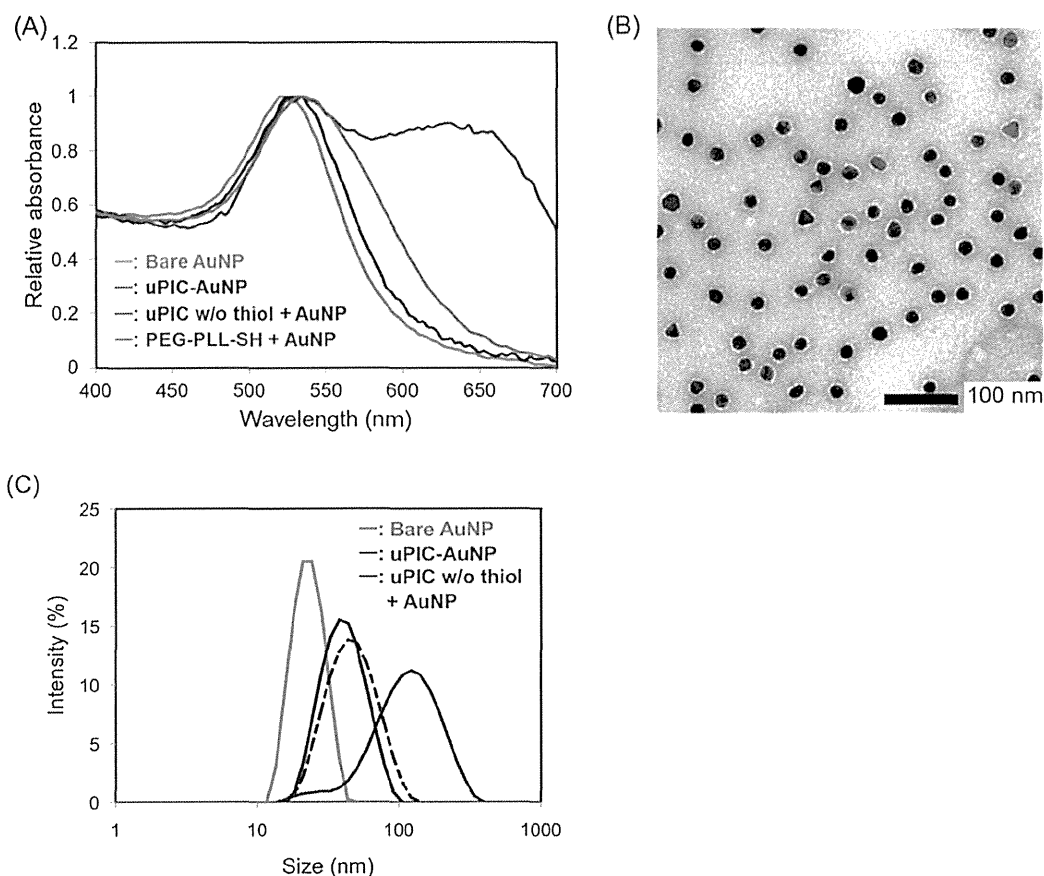 (A)
1.2
1
0.8
0.6
0.4
0.2
0
Relative absorbance
—: Bare AuNP
—: uPIC-AuNP
—: uPIC w/o thiol + AuNP
—: PEG-PLL-SH + AuNP
400 450 500 550 600 650 700
Wavelength (nm)
(B)
100 nm
(C)
25
20
15
10
5
0
Intensity (%)
—: Bare AuNP
—: uPIC-AuNP
—: uPIC w/o thiol
+ AuNP
1 10 100 1000
Size (nm)